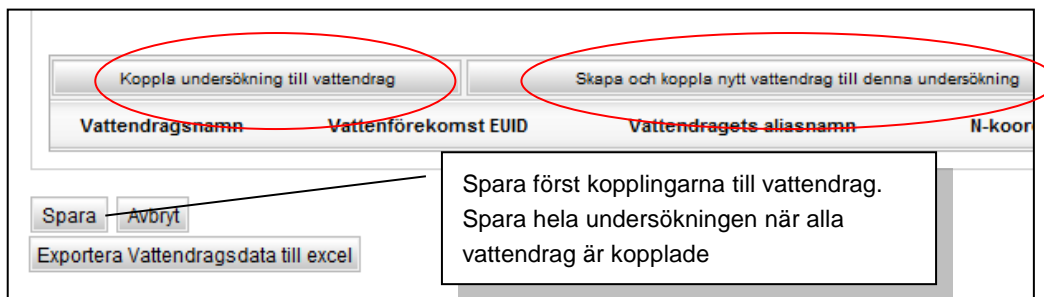 Koppla undersökning till vattendrag Skapa och koppla nytt vattendrag till denna undersökning
Vattendragsnamn Vattenförekomst EUID Vattendragets aliasnamn N-koor
Spara först kopplingarna till vattendrag.
Spara hela undersökningen när alla
vattendrag är kopplade
Spara Avbryt
Exportera Vattendragsdata till excel